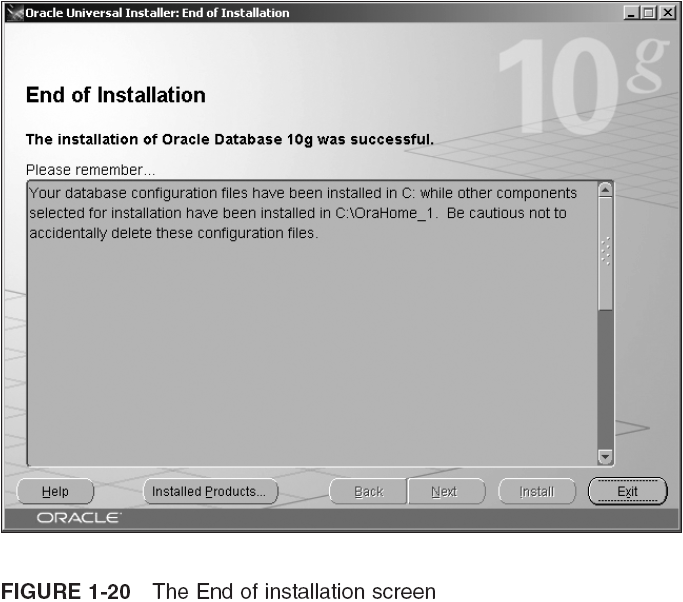 Oracle Universal Installer: End of Installation
10g
End of Installation
The installation of Oracle Database 10g was successful.
Please remember...
Your database configuration files have been installed in C: while other components
selected for installation have been installed in C:\OraHome_1.  Be cautious not to
accidentally delete these configuration files.
Help
Installed Products...
Back
Next
Install
Exit
ORACLE
FIGURE 1-20 The End of installation screen